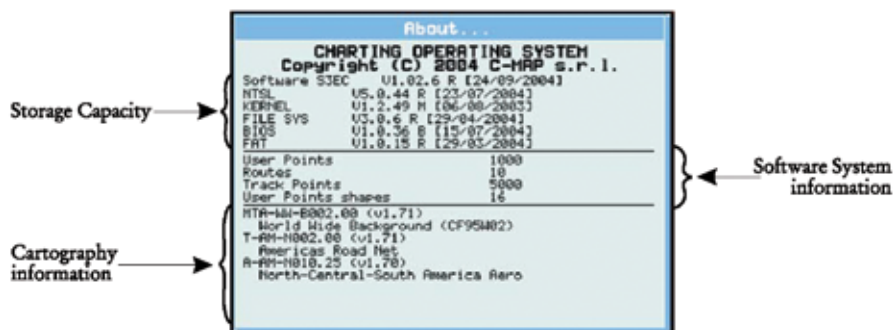 About...
CHARTING OPERATING SYSTEM
Copyright (C) 2004 C-MAP s.r.l.
Software S3EC V1.02.6 R [24/09/2004]
NTSL V5.0.44 R [23/07/2004]
KERNEL V1.2.49 M [06/08/2003]
FILE SYS V3.0.6 R [29/04/2004]
BIOS V1.0.36 B [15/07/2004]
FAT V1.0.15 R [29/03/2004]
User Points 1000
Routes 10
Track Points 5000
User Points shapes 16
MTA-WW-B002.00 (v1.71)
World Wide Background (CF95W02)
T-AM-N002.00 (v1.71)
Americas Road Net
A-AM-N010.25 (v1.70)
North-Central-South America Aero
Storage Capacity
Cartography
information
Software System
information